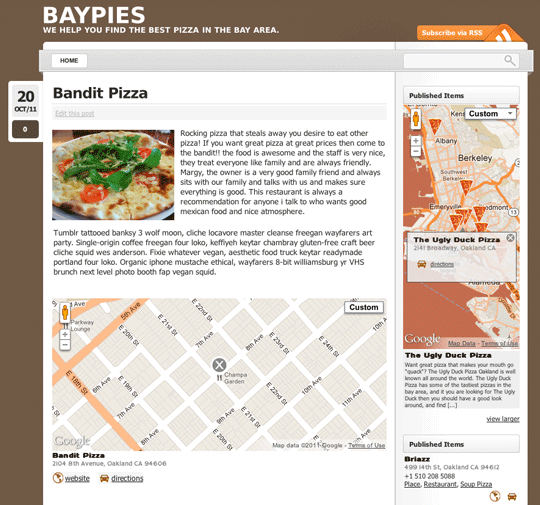 BAYPIES
WE HELP YOU FIND THE BEST PIZZA IN THE BAY AREA.
Subscribe via RSS
HOME
20
OCT/11
0
Bandit Pizza
Edit this post
Rocking pizza that steals away you desire to eat other
pizza! If you want great pizza at great prices then come to
the bandit!! the food is awesome and the staff is very nice,
they treat everyone like family and are always friendly.
Margy, the owner is a very good family friend and always
sits with our family and talks with us and makes sure
everything is good. This restaurant is always a
recommendation for anyone i talk to who wants good
mexican food and nice atmosphere.
Tumblr tattooed banksy 3 wolf moon, cliche locavore master cleanse freegan wayfarers art
party. Single-origin coffee freegan four loko, keffiyeh keytar chambray gluten-free craft beer
cliche squid wes anderson. Fixie whatever vegan, aesthetic food truck keytar readymade
portland four loko. Organic iphone mustache ethical, wayfarers 8-bit williamsburg yr VHS
brunch next level photo booth fap vegan squid.
Custom
Parkway
Lounge
5th Ave
E 20th St
E 21st St
E 22nd St
E 23rd St
E 24th St
10th
E 19th St
E 18th St
6th Ave
7th Ave
8th Ave
9th Ave
Champa
Garden
Google
Map data ©2011 Google - Terms of Use
Bandit Pizza
2104 8th Avenue, Oakland CA 94606
website
directions
Published Items
Custom
Albany
Berkeley
Southwest
Berkeley
Emeryville
The Ugly Duck Pizza
2141 Broadway, Oakland CA
directions
Alameda
Google
Map Data - Terms of Use
The Ugly Duck Pizza
Want great pizza that makes your mouth go
"quack"? The Ugly Duck Pizza Oakland is well
known all around the world. The Ugly Duck
Pizza has some of the tastiest pizzas in the
bay area, and it you are looking for The Ugly
Duck then you should have a good look
around, and find [...]
view larger
Published Items
Briazz
499 14th St, Oakland CA 94612
+1 510 208 5088
Place, Restaurant, Soup Pizza